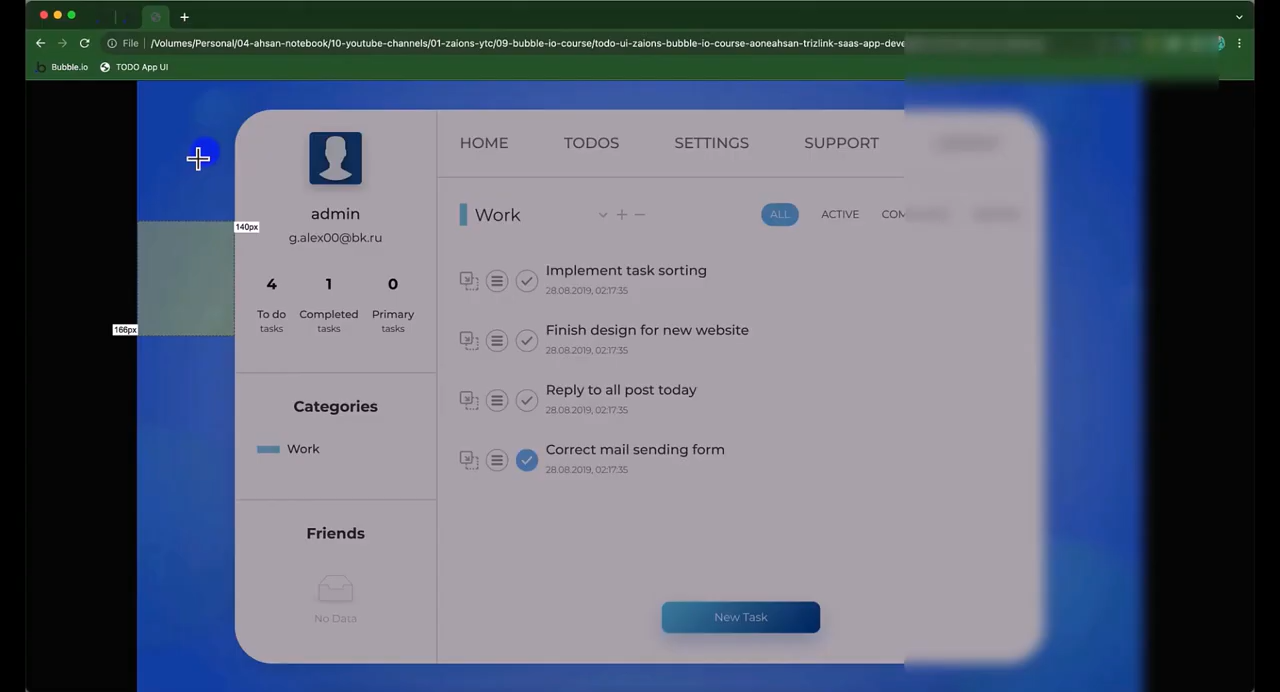 File /Volumes/Personal/04-ahsan-notebook/10-youtube-channels/01-zaions-ytc/09-bubble-io-course/todo-ui-zaions-bubble-io-course-aoneahsan-trizlink-saas-app-deve
Bubble.io TODO App UI
HOME TODOS SETTINGS SUPPORT
admin
g.alex00@bk.ru
140px
166px
4 1 0
To do Completed Primary
tasks tasks tasks
Categories
Work
Friends
No Data
Work ALL ACTIVE COM
Implement task sorting
28.08.2019, 02:17:35
Finish design for new website
28.08.2019, 02:17:35
Reply to all post today
28.08.2019, 02:17:35
Correct mail sending form
28.08.2019, 02:17:35
New Task